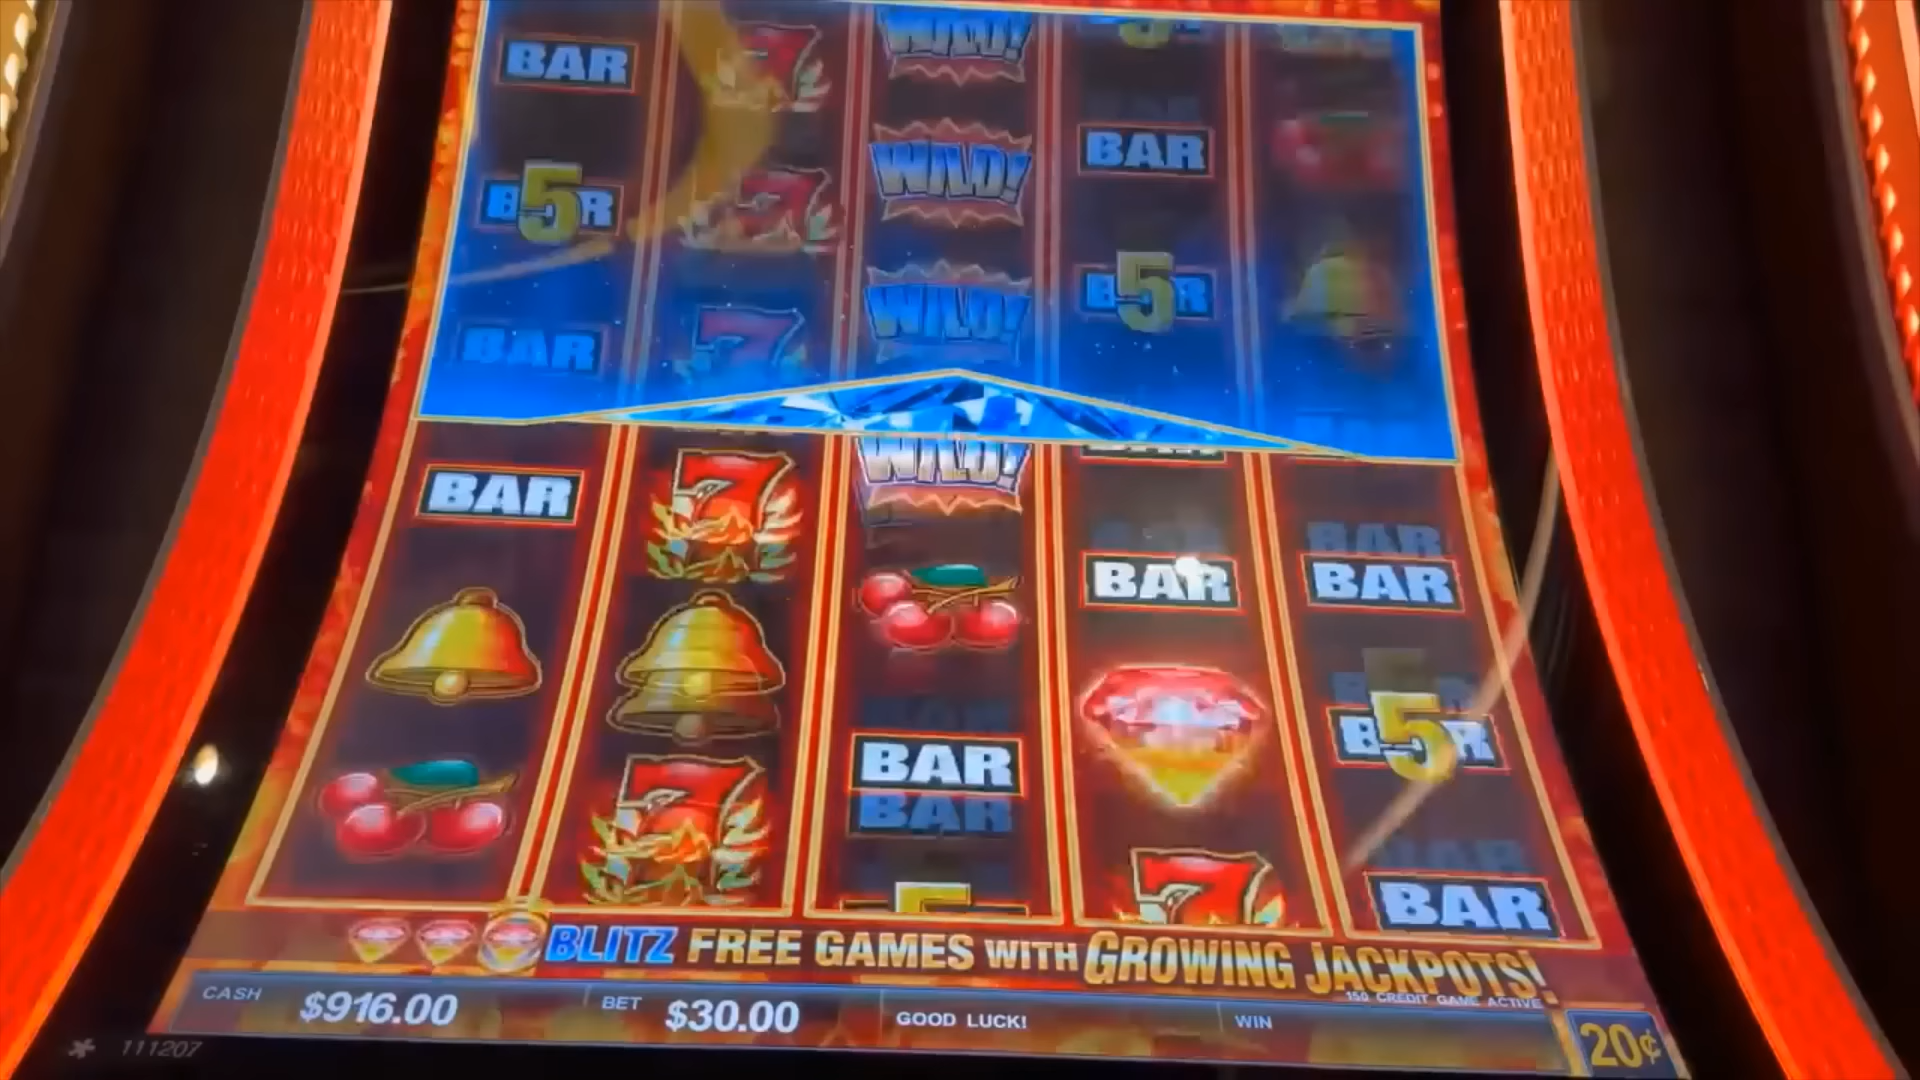 WILD!
BAR
WILD!
BAR
B5R
B5R
WILD!
BAR
WILD!
BAR
BAR
BAR
B5R
BAR
BAR
BAR
BLITZ FREE GAMES WITH GROWING JACKPOTS!
150 CREDIT GAME ACTIVE
CASH $916.00 BET $30.00 GOOD LUCK! WIN 20¢
111207